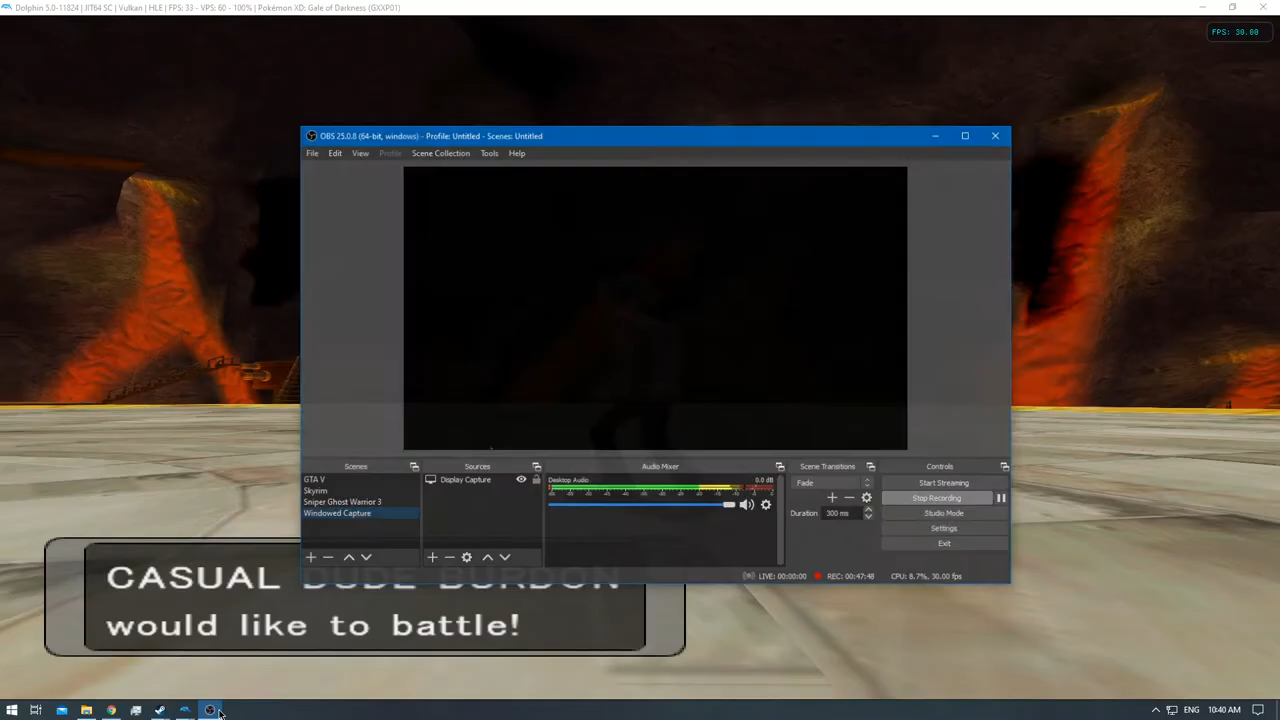 Dolphin 5.0-11824 | JIT64 SC | Vulkan | HLE | FPS: 33 - VPS: 60 - 100% | Pokémon XD: Gale of Darkness (GXXP01)
FPS: 30.00
OBS 25.0.8 (64-bit, windows) - Profile: Untitled - Scenes: Untitled
File Edit View Profile Scene Collection Tools Help
Scenes Sources Audio Mixer Scene Transitions Controls
GTA V
Skyrim
Sniper Ghost Warrior 3
Windowed Capture
Display Capture
Desktop Audio 0.0 dB
Fade
Duration 300 ms
Start Streaming
Stop Recording
Studio Mode
Settings
Exit
LIVE: 00:00:00 REC: 00:47:48 CPU: 8.7%, 30.00 fps
CASUAL DUDE BURDON
would like to battle!
ENG 10:40 AM